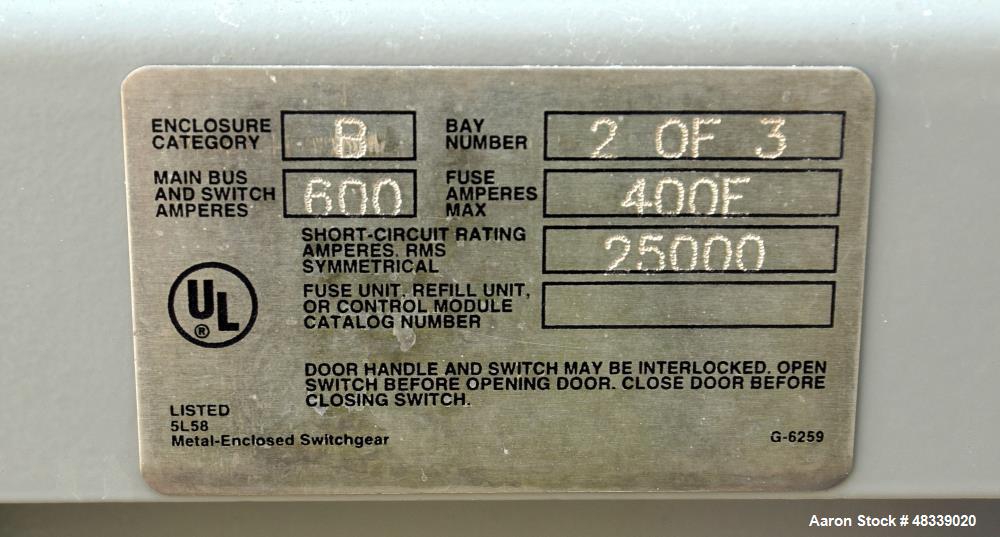 ENCLOSURE CATEGORY B
BAY NUMBER 2 OF 3
MAIN BUS AND SWITCH AMPERES 600
FUSE AMPERES MAX 400E
SHORT-CIRCUIT RATING
AMPERES, RMS
SYMMETRICAL 25000
FUSE UNIT, REFILL UNIT,
OR CONTROL MODULE
CATALOG NUMBER
UL
®
DOOR HANDLE AND SWITCH MAY BE INTERLOCKED. OPEN
SWITCH BEFORE OPENING DOOR. CLOSE DOOR BEFORE
CLOSING SWITCH.
LISTED
5L58
Metal-Enclosed Switchgear
G-6259
Aaron Stock # 48339020